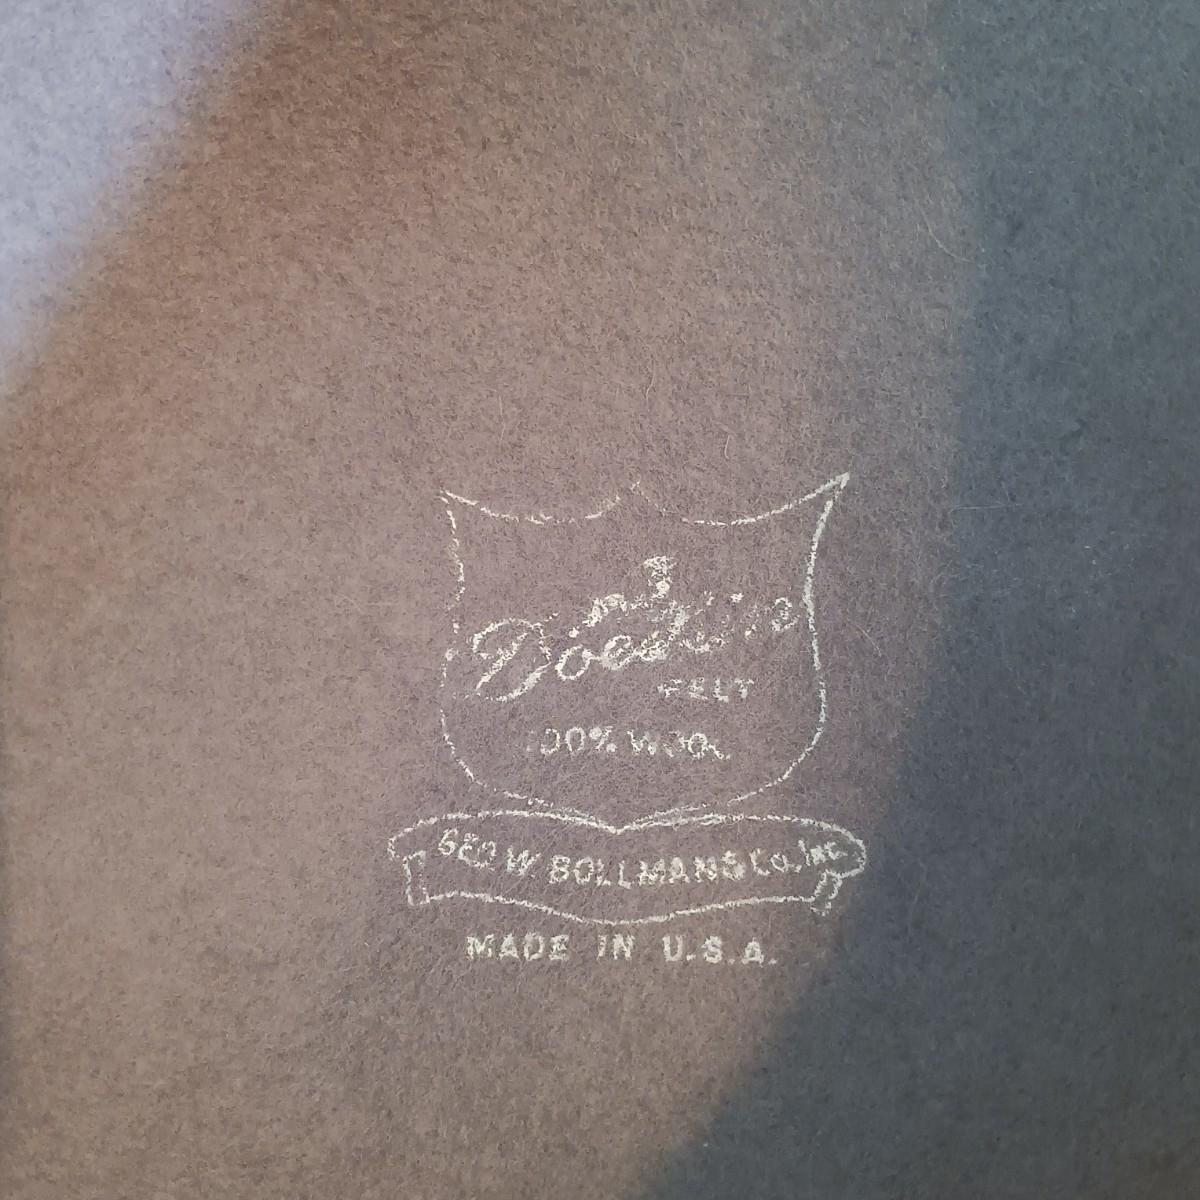 Doeskin
FELT
100% WOOL
GEO. W. BOLLMAN & Co. Inc.
MADE IN U.S.A.